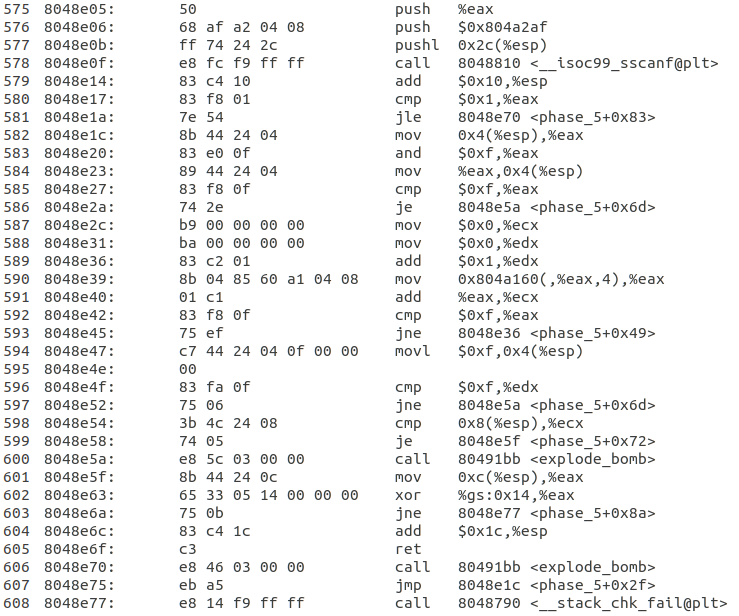 575 8048e05: 50 push %eax
576 8048e06: 68 af a2 04 08 push $0x804a2af
577 8048e0b: ff 74 24 2c pushl 0x2c(%esp)
578 8048e0f: e8 fc f9 ff ff call 8048810 <__isoc99_sscanf@plt>
579 8048e14: 83 c4 10 add $0x10,%esp
580 8048e17: 83 f8 01 cmp $0x1,%eax
581 8048e1a: 7e 54 jle 8048e70 <phase_5+0x83>
582 8048e1c: 8b 44 24 04 mov 0x4(%esp),%eax
583 8048e20: 83 e0 0f and $0xf,%eax
584 8048e23: 89 44 24 04 mov %eax,0x4(%esp)
585 8048e27: 83 f8 0f cmp $0xf,%eax
586 8048e2a: 74 2e je 8048e5a <phase_5+0x6d>
587 8048e2c: b9 00 00 00 00 mov $0x0,%ecx
588 8048e31: ba 00 00 00 00 mov $0x0,%edx
589 8048e36: 83 c2 01 add $0x1,%edx
590 8048e39: 8b 04 85 60 a1 04 08 mov 0x804a160(,%eax,4),%eax
591 8048e40: 01 c1 add %eax,%ecx
592 8048e42: 83 f8 0f cmp $0xf,%eax
593 8048e45: 75 ef jne 8048e36 <phase_5+0x49>
594 8048e47: c7 44 24 04 0f 00 00 movl $0xf,0x4(%esp)
595 8048e4e: 00
596 8048e4f: 83 fa 0f cmp $0xf,%edx
597 8048e52: 75 06 jne 8048e5a <phase_5+0x6d>
598 8048e54: 3b 4c 24 08 cmp 0x8(%esp),%ecx
599 8048e58: 74 05 je 8048e5f <phase_5+0x72>
600 8048e5a: e8 5c 03 00 00 call 80491bb <explode_bomb>
601 8048e5f: 8b 44 24 0c mov 0xc(%esp),%eax
602 8048e63: 65 33 05 14 00 00 00 xor %gs:0x14,%eax
603 8048e6a: 75 0b jne 8048e77 <phase_5+0x8a>
604 8048e6c: 83 c4 1c add $0x1c,%esp
605 8048e6f: c3 ret
606 8048e70: e8 46 03 00 00 call 80491bb <explode_bomb>
607 8048e75: eb a5 jmp 8048e1c <phase_5+0x2f>
608 8048e77: e8 14 f9 ff ff call 8048790 <__stack_chk_fail@plt>